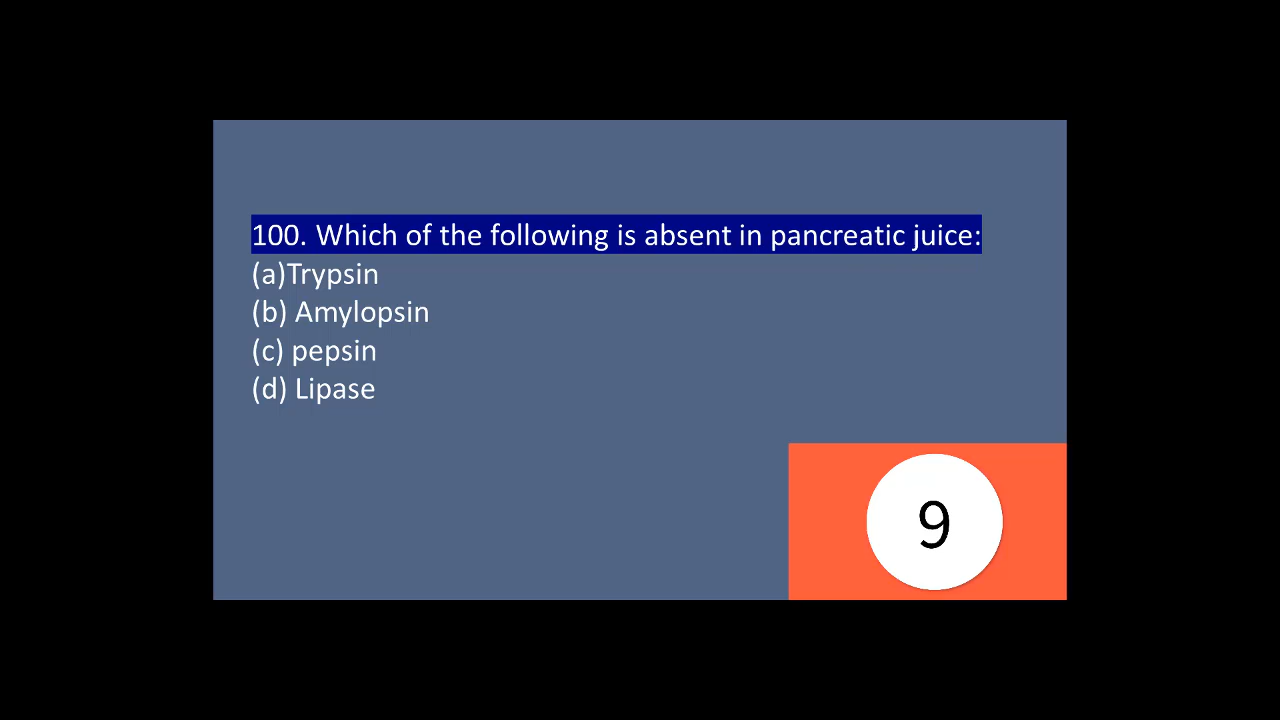 100. Which of the following is absent in pancreatic juice:
(a)Trypsin
(b) Amylopsin
(c) pepsin
(d) Lipase
9